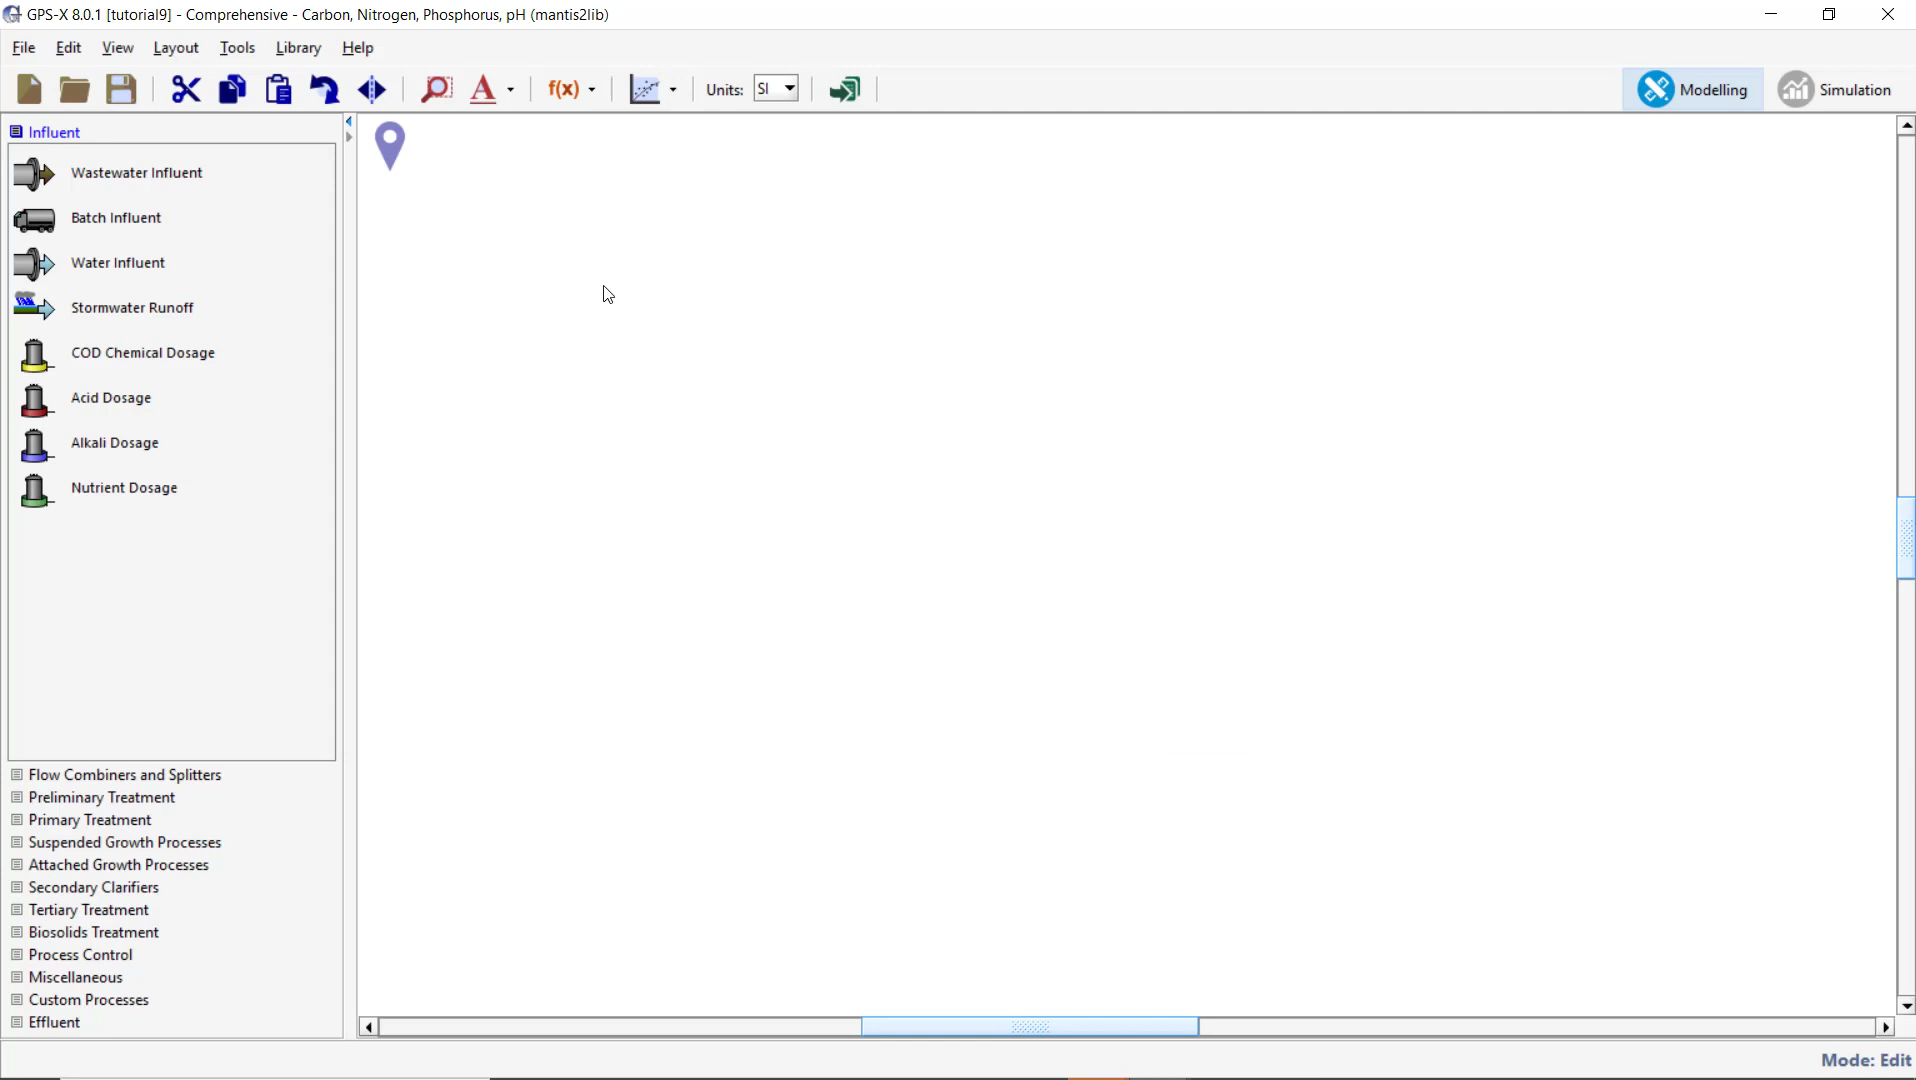 GPS-X 8.0.1 [tutorial9] - Comprehensive - Carbon, Nitrogen, Phosphorus, pH (mantis2lib)
File Edit View Layout Tools Library Help
A f(x) Units: SI Modelling Simulation
Influent
Wastewater Influent
Batch Influent
Water Influent
Stormwater Runoff
COD Chemical Dosage
Acid Dosage
Alkali Dosage
Nutrient Dosage
Flow Combiners and Splitters
Preliminary Treatment
Primary Treatment
Suspended Growth Processes
Attached Growth Processes
Secondary Clarifiers
Tertiary Treatment
Biosolids Treatment
Process Control
Miscellaneous
Custom Processes
Effluent
Mode: Edit